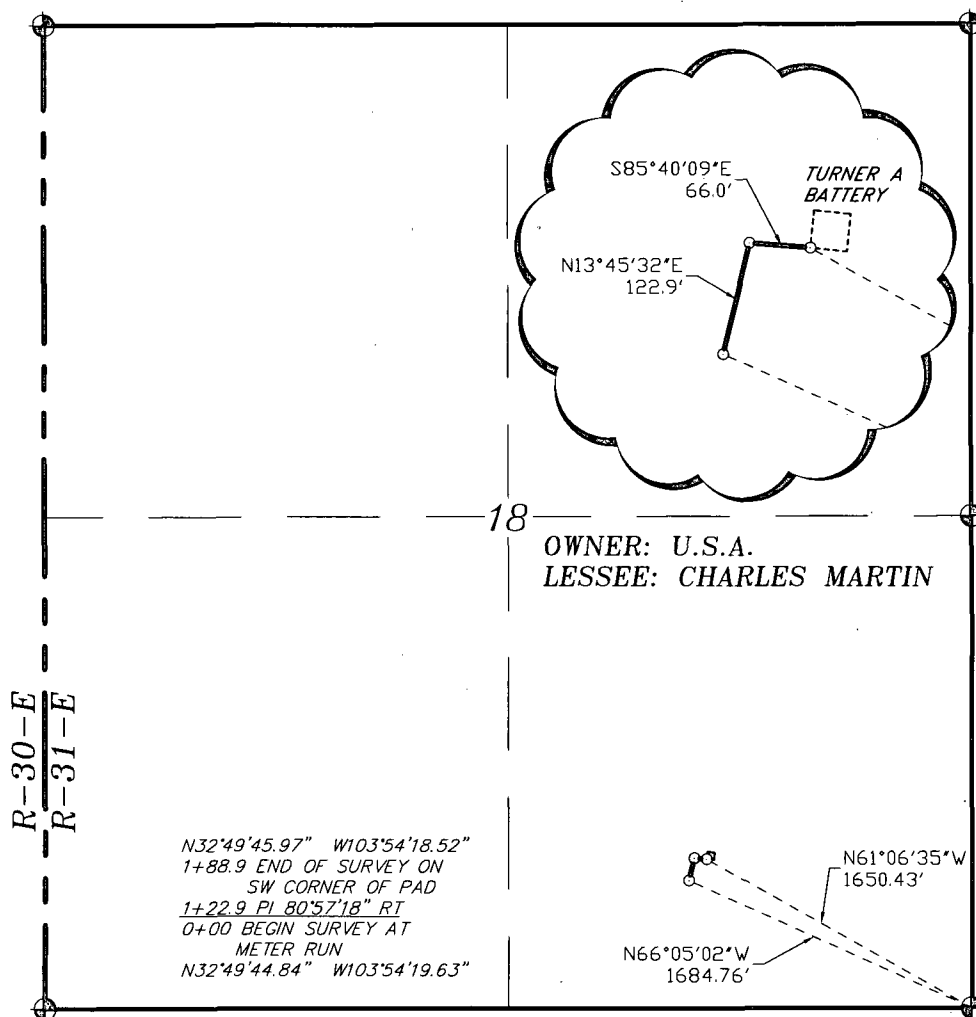 S85°40'09"E
66.0'
TURNER A
BATTERY
N13°45'32"E
122.9'
18
OWNER: U.S.A.
LESSEE: CHARLES MARTIN
R-30-E
R-31-E
N32°49'45.97" W103°54'18.52"
1+88.9 END OF SURVEY ON
SW CORNER OF PAD
1+22.9 PI 80°57'18" RT
0+00 BEGIN SURVEY AT
METER RUN
N32°49'44.84" W103°54'19.63"
N61°06'35"W
1650.43'
N66°05'02"W
1684.76'